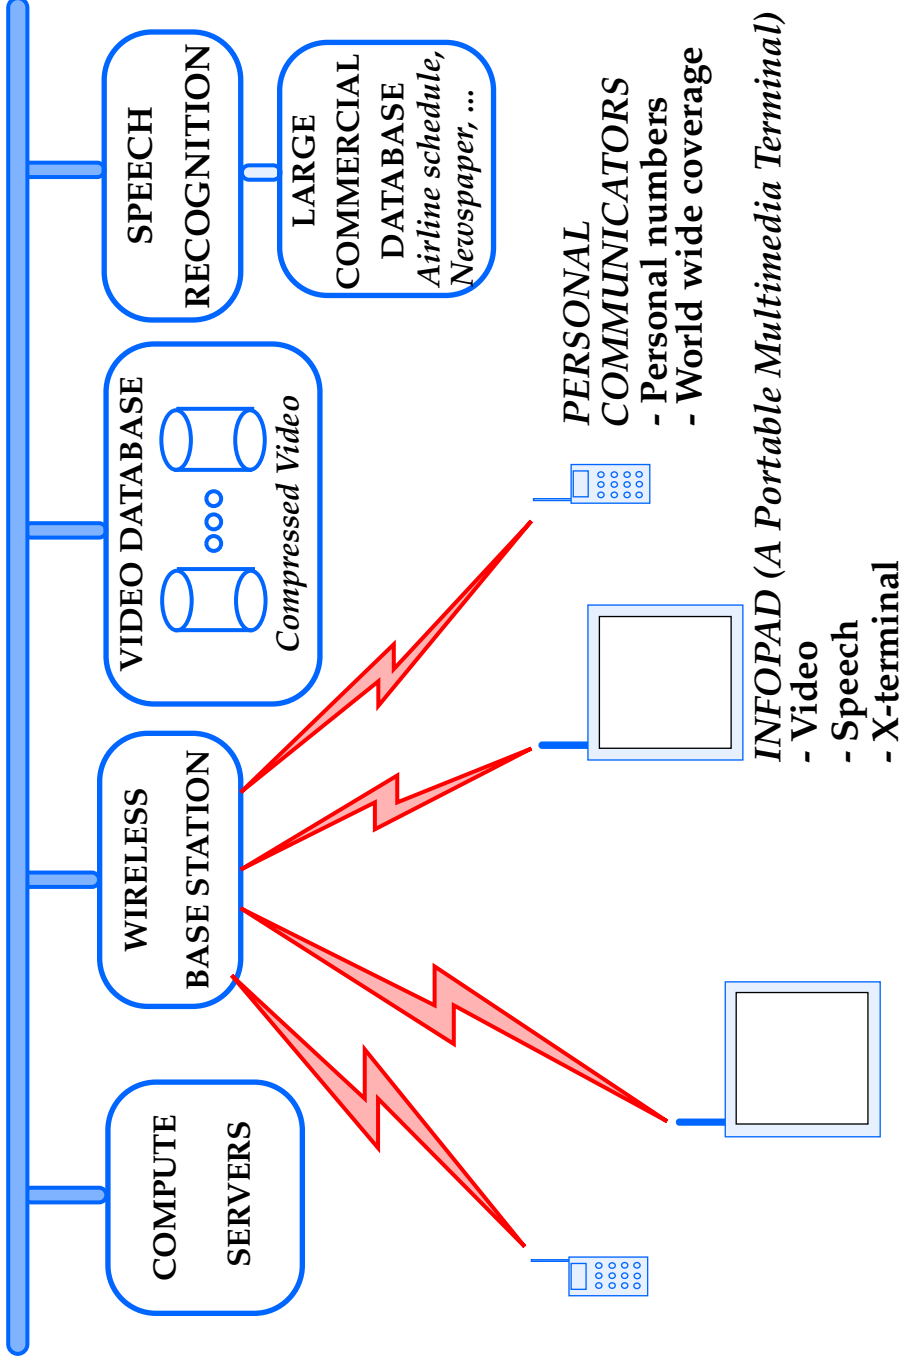 COMPUTE
SERVERS
WIRELESS
BASE STATION
VIDEO DATABASE
Compressed Video
SPEECH
RECOGNITION
LARGE
COMMERCIAL
DATABASE
Airline schedule,
Newspaper, ...
PERSONAL
COMMUNICATORS
- Personal numbers
- World wide coverage
INFOPAD (A Portable Multimedia Terminal)
- Video
- Speech
- X-terminal